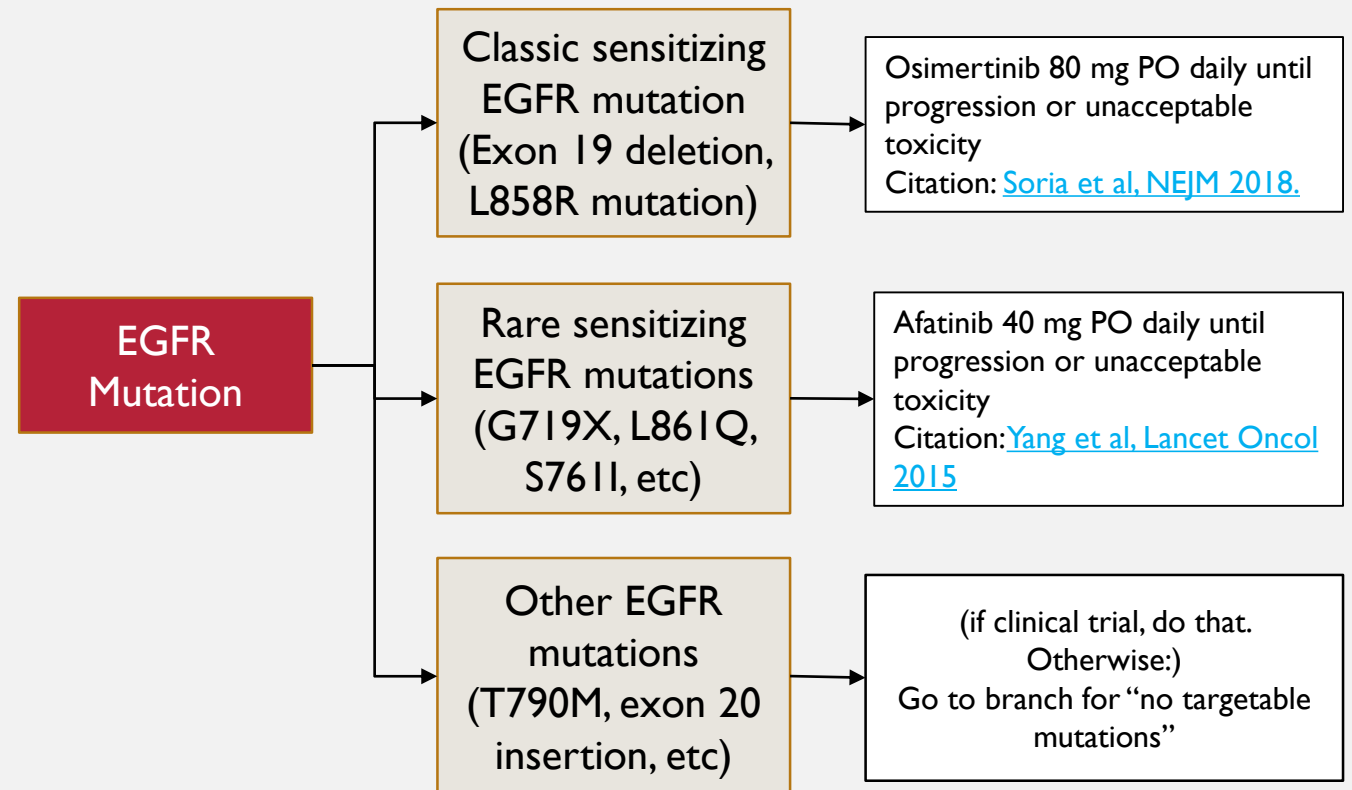 Classic sensitizing
EGFR mutation
(Exon 19 deletion,
L858R mutation)
Osimertinib 80 mg PO daily until
progression or unacceptable
toxicity
Citation: Soria et al, NEJM 2018.
EGFR
Mutation
Rare sensitizing
EGFR mutations
(G719X, L861Q,
S761I, etc)
Afatinib 40 mg PO daily until
progression or unacceptable
toxicity
Citation: Yang et al, Lancet Oncol
2015
Other EGFR
mutations
(T790M, exon 20
insertion, etc)
(if clinical trial, do that.
Otherwise:)
Go to branch for “no targetable
mutations”